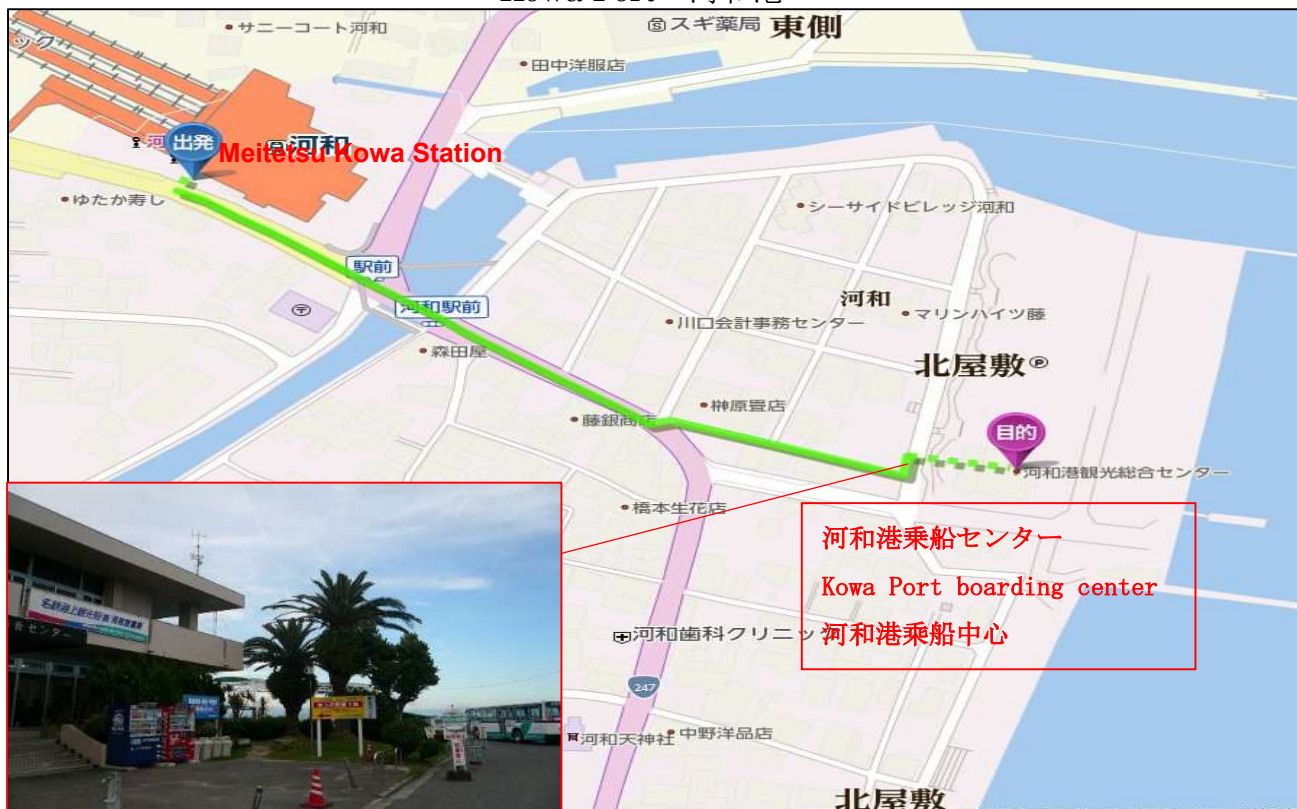 サニーコート河和
スギ薬局
東側
ック
田中洋服店
出発
河和
Meitetsu Kowa Station
ゆたか寿し
シーサイドビレッジ河和
駅前
河和駅前
河和
川口会計事務センター
マリンハイツ藤
森田屋
北屋敷
P
榊原畳店
藤銀商店
目的
河和港観光総合センター
橋本生花店
河和港乗船センター
Kowa Port boarding center
河和港乗船中心
河和歯科クリニック
247
河和天神社
中野洋品店
北屋敷